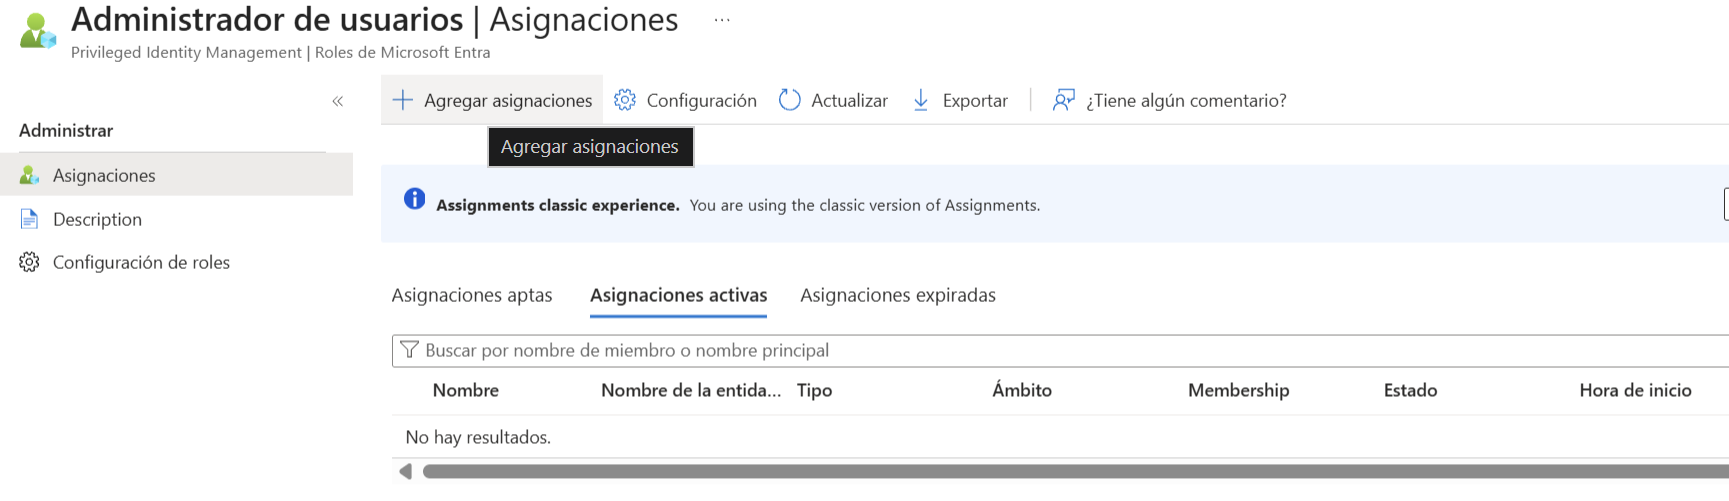 Administrador de usuarios | Asignaciones ...
Privileged Identity Management | Roles de Microsoft Entra
«
Administrar
Asignaciones
Description
Configuración de roles
Agregar asignaciones Configuración Actualizar Exportar ¿Tiene algún comentario?
Agregar asignaciones
Assignments classic experience. You are using the classic version of Assignments.
Asignaciones aptas Asignaciones activas Asignaciones expiradas
Buscar por nombre de miembro o nombre principal
Nombre Nombre de la entida... Tipo Ámbito Membership Estado Hora de inicio
No hay resultados.